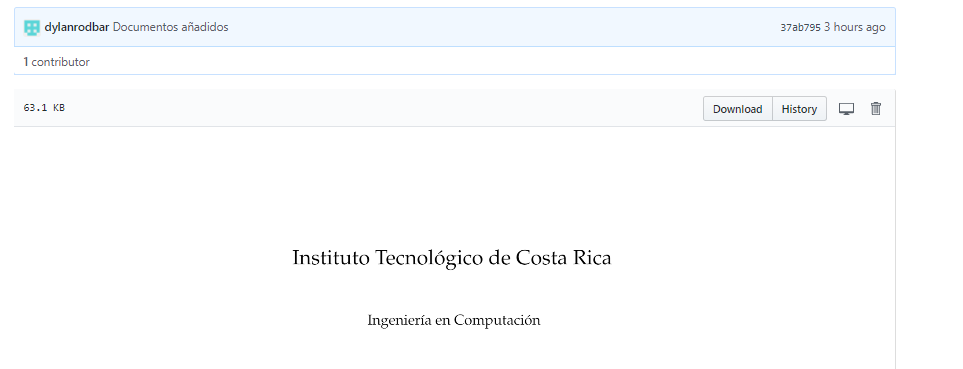 dylanrodbar Documentos añadidos 37ab795 3 hours ago
1 contributor
63.1 KB Download History
Instituto Tecnológico de Costa Rica
Ingeniería en Computación